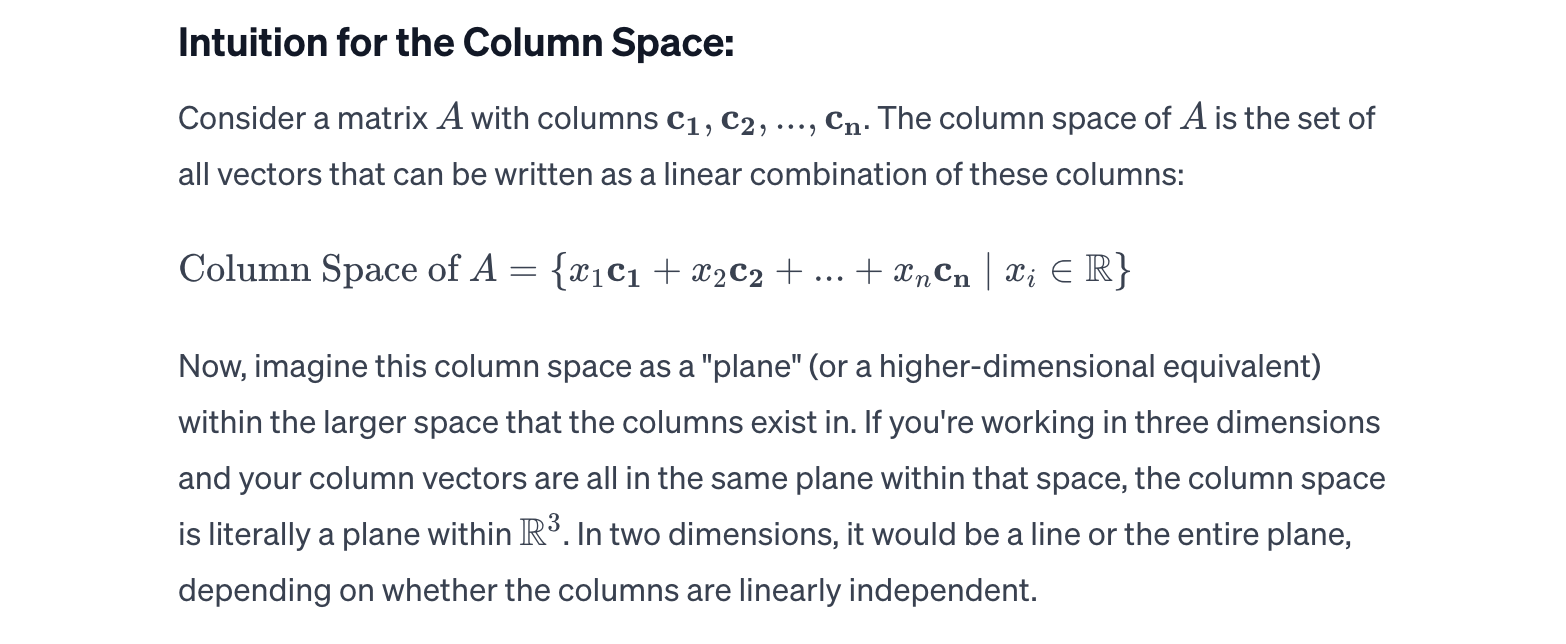 Intuition for the Column Space:
Consider a matrix A with columns c₁, c₂, ..., cₙ. The column space of A is the set of
all vectors that can be written as a linear combination of these columns:
Column Space of A = {x₁c₁ + x₂c₂ + ... + xₙcₙ | xᵢ ∈ ℝ}
Now, imagine this column space as a "plane" (or a higher-dimensional equivalent)
within the larger space that the columns exist in. If you're working in three dimensions
and your column vectors are all in the same plane within that space, the column space
is literally a plane within ℝ³. In two dimensions, it would be a line or the entire plane,
depending on whether the columns are linearly independent.